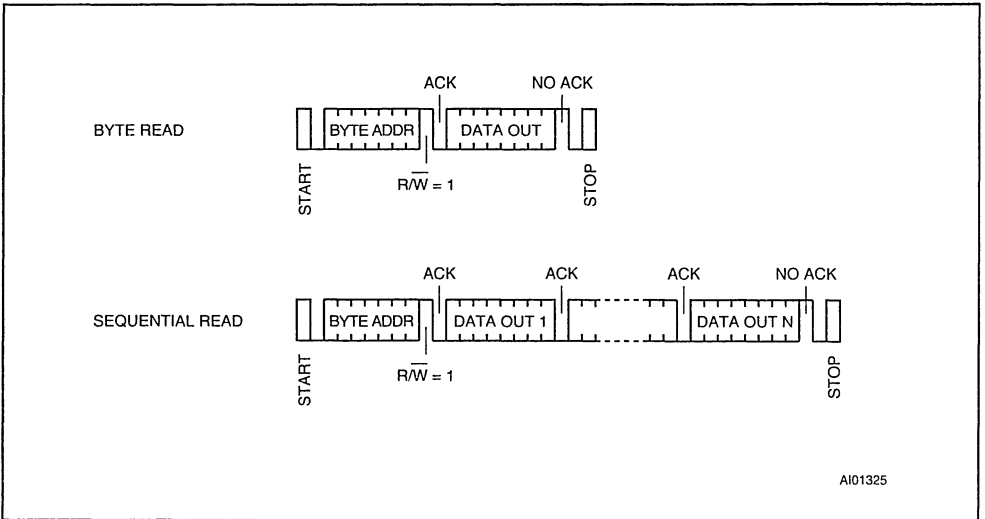 ACK NO ACK
BYTE READ BYTE ADDR DATA OUT
START R/W̅ = 1 STOP
ACK ACK ACK NO ACK
SEQUENTIAL READ BYTE ADDR DATA OUT 1 DATA OUT N
START R/W̅ = 1 STOP
AI01325